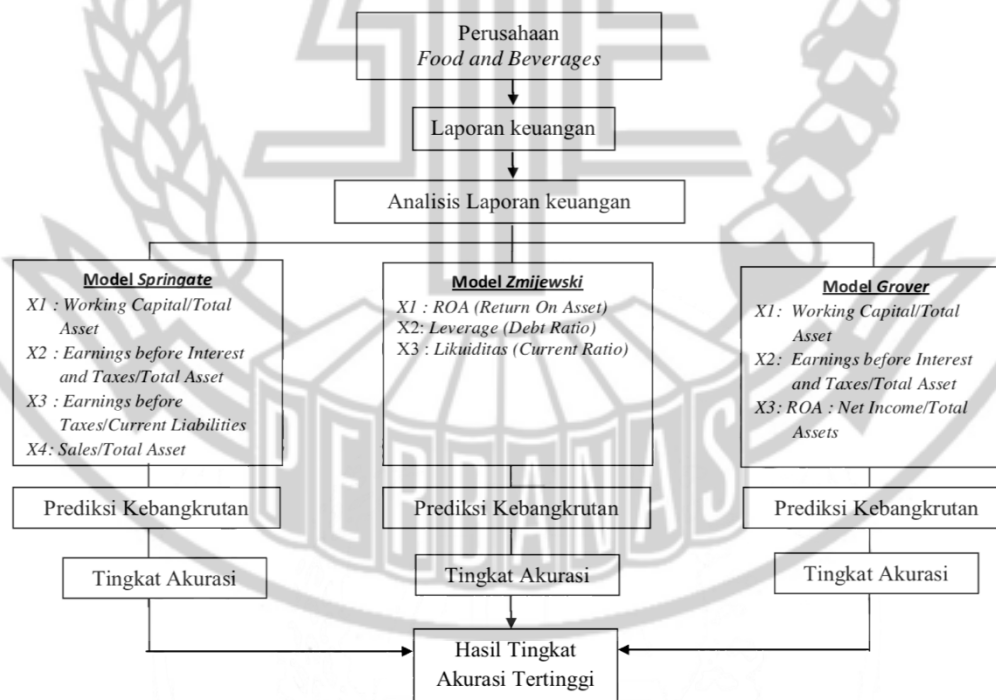 Perusahaan
Food and Beverages
Laporan keuangan
Analisis Laporan keuangan
Model Springate
X1 : Working Capital/Total
Asset
X2 : Earnings before Interest
and Taxes/Total Asset
X3 : Earnings before
Taxes/Current Liabilities
X4: Sales/Total Asset
Model Zmijewski
X1 : ROA (Return On Asset)
X2: Leverage (Debt Ratio)
X3 : Likuiditas (Current Ratio)
Model Grover
X1: Working Capital/Total
Asset
X2: Earnings before Interest
and Taxes/Total Asset
X3: ROA : Net Income/Total
Assets
Prediksi Kebangkrutan
Prediksi Kebangkrutan
Prediksi Kebangkrutan
Tingkat Akurasi
Tingkat Akurasi
Tingkat Akurasi
Hasil Tingkat
Akurasi Tertinggi
PERBANAS